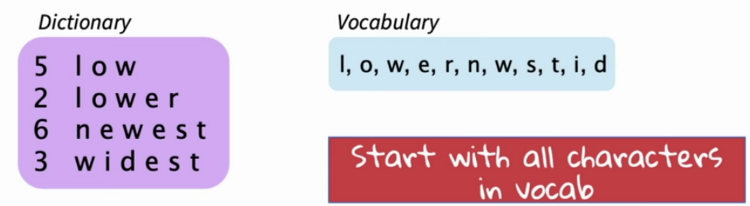 Dictionary
5 l o w
2 l o w e r
6 n e w e s t
3 w i d e s t
Vocabulary
l, o, w, e, r, n, w, s, t, i, d
Start with all characters
in vocab